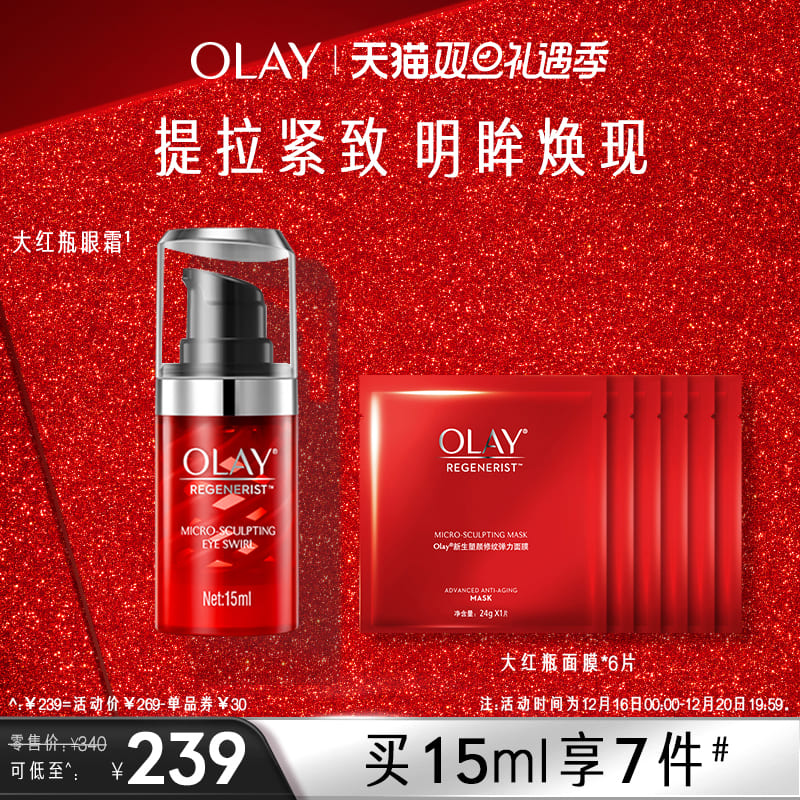 OLAY | 天猫双旦礼遇季
提拉紧致 明眸焕现
大红瓶眼霜1
OLAY®
REGENERIST™
MICRO-SCULPTING
EYE SWIRL
Net:15ml
OLAY®
REGENERIST™
MICRO-SCULPTING MASK
Olay®新生塑颜修纹弹力面膜
ADVANCED ANTI-AGING
MASK
净含量: 24g X1片
大红瓶面膜*6片
^:¥239=活动价¥269-单品券¥30
注:活动时间为12月16日00:00-12月20日19:59.
零售价:¥340
可低至^: ¥239
买15ml享7件#